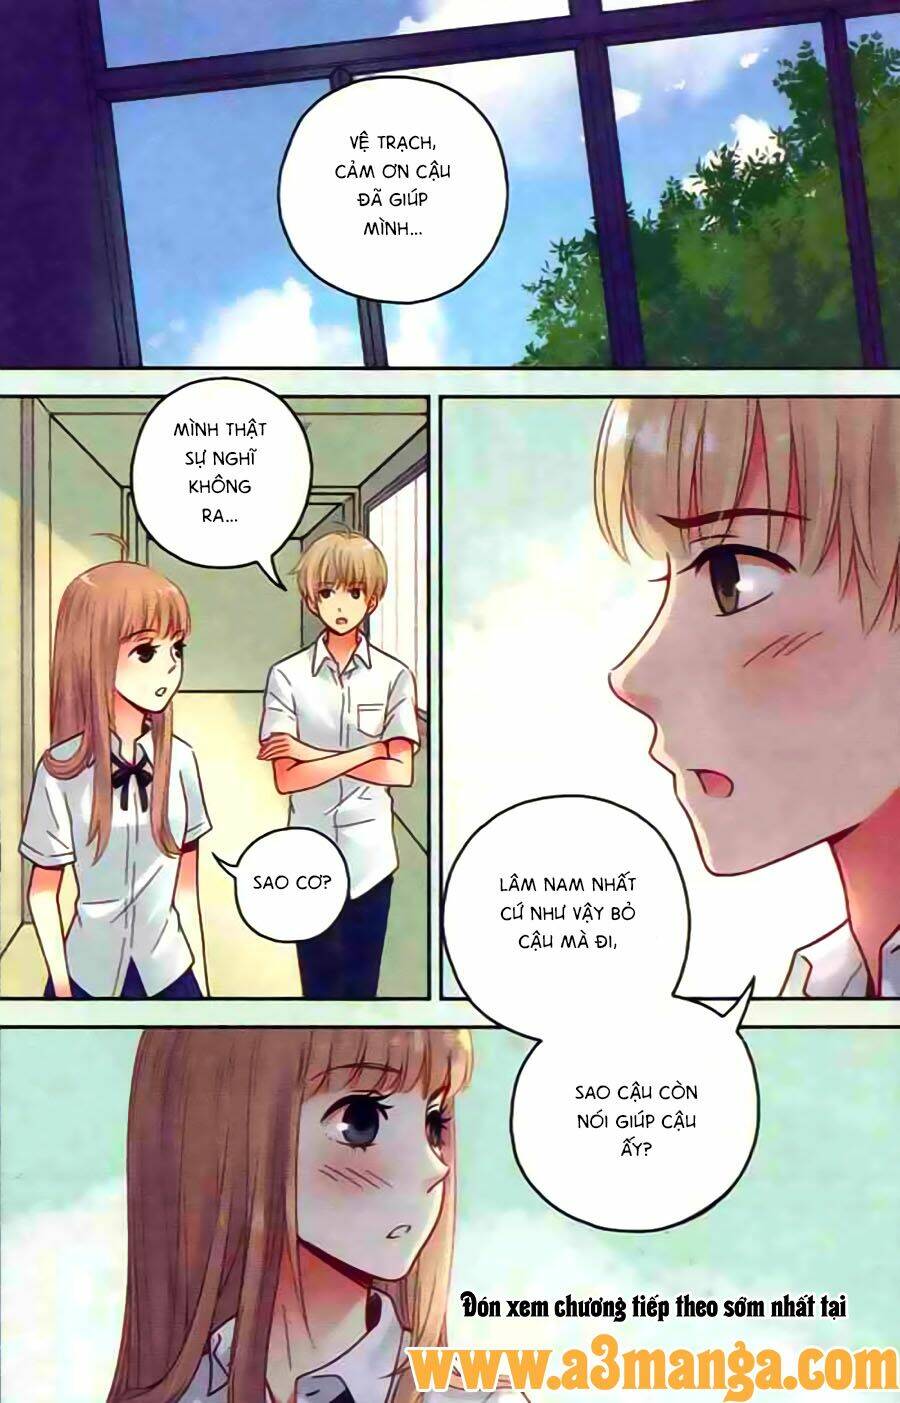 VỆ TRẠCH,
CẢM ƠN CẬU
ĐÃ GIÚP
MÌNH...
MÌNH THẬT
SỰ NGHĨ
KHÔNG
RA...
SAO CƠ?
LÂM NAM NHẤT
CỨ NHƯ VẬY BỎ
CẬU MÀ ĐI,
SAO CẬU CÒN
NÓI GIÚP CẬU
ẤY?
Đón xem chương tiếp theo sớm nhất tại
www.a3manga.com